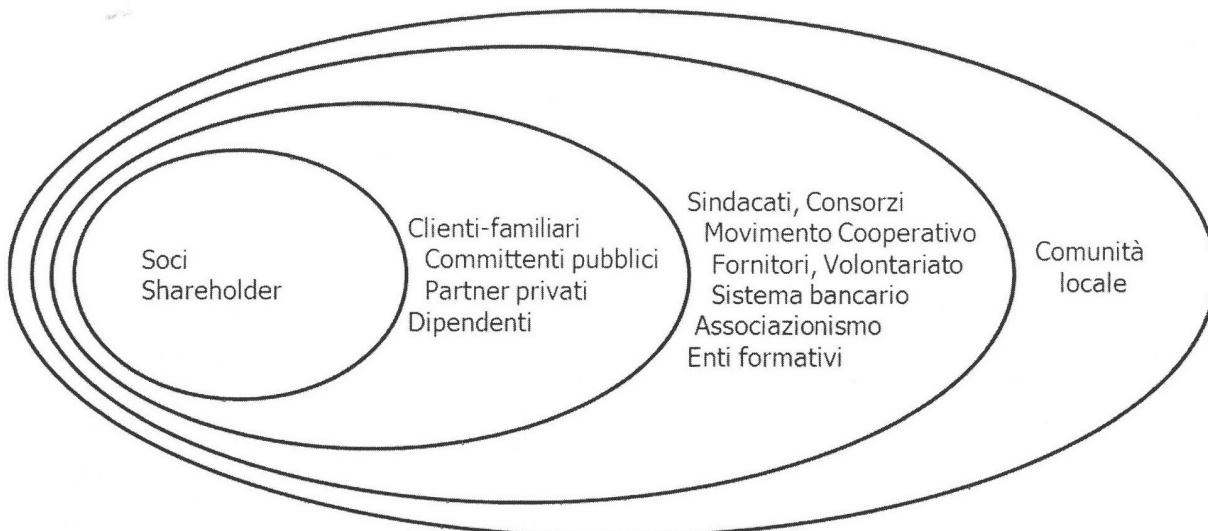 Soci
Shareholder
Clienti-familiari
Committenti pubblici
Partner privati
Dipendenti
Sindacati, Consorzi
Movimento Cooperativo
Fornitori, Volontariato
Sistema bancario
Associazionismo
Enti formativi
Comunità
locale